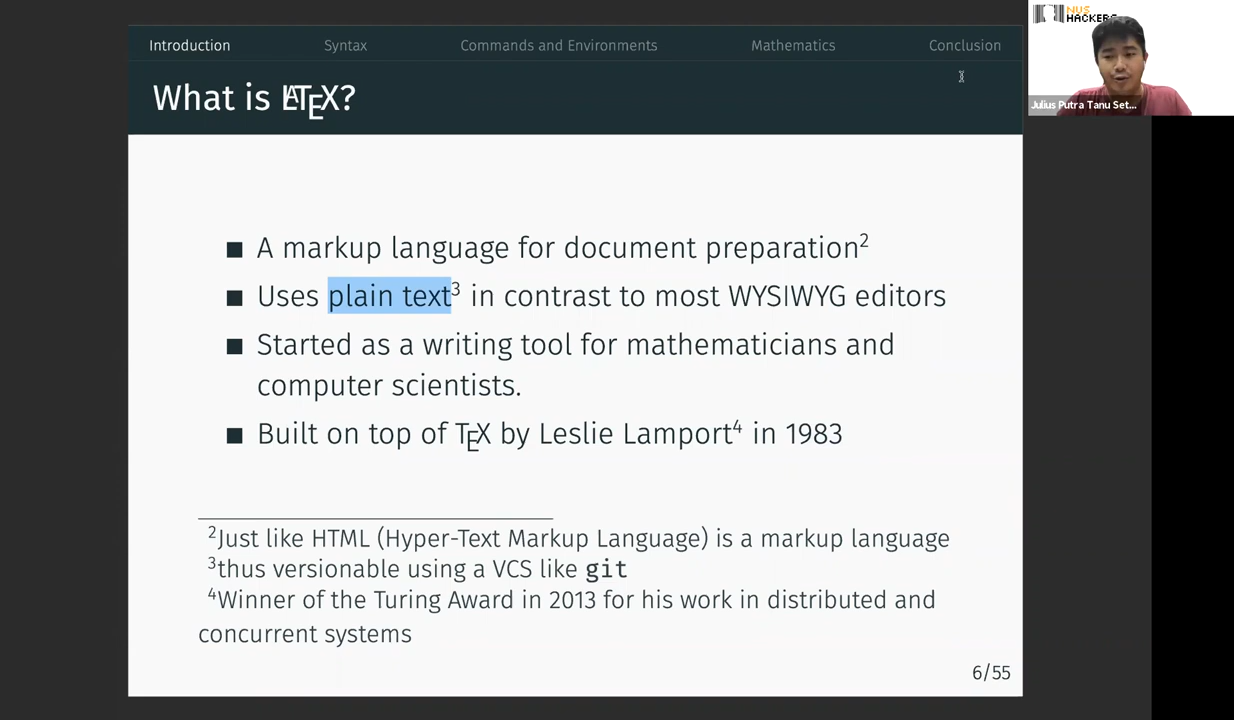 Introduction
Syntax
Commands and Environments
Mathematics
Conclusion
What is LATEX?
NUS
HACKERS
Julius Putra Tanu Set...
■ A markup language for document preparation2
■ Uses plain text3 in contrast to most WYSIWYG editors
■ Started as a writing tool for mathematicians and
computer scientists.
■ Built on top of TEX by Leslie Lamport4 in 1983
2Just like HTML (Hyper-Text Markup Language) is a markup language
3thus versionable using a VCS like git
4Winner of the Turing Award in 2013 for his work in distributed and
concurrent systems
6/55